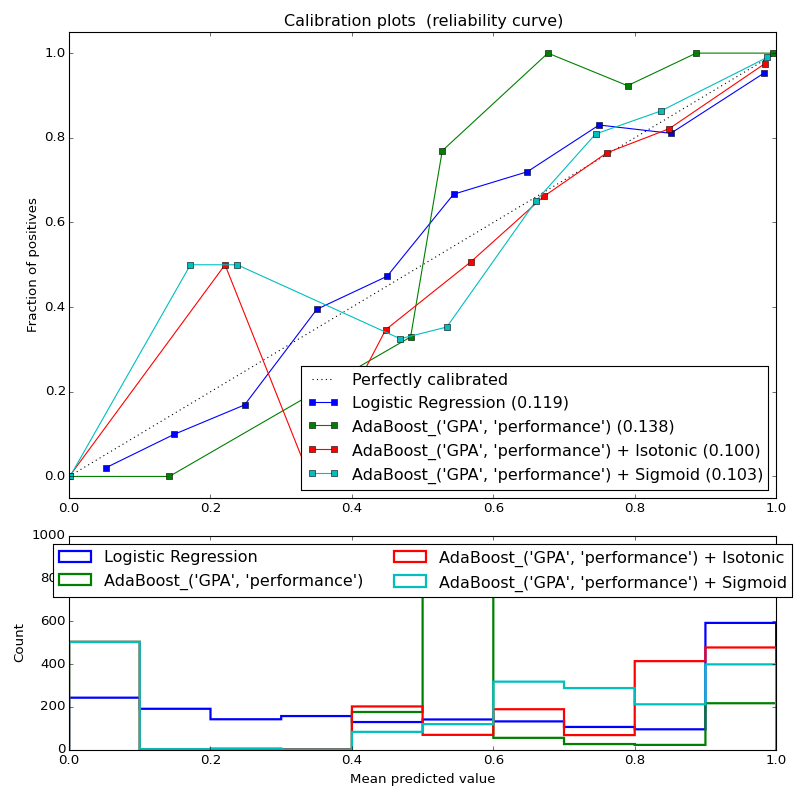 Calibration plots  (reliability curve)
1.0
0.8
0.6
0.4
0.2
0.0
Fraction of positives
Perfectly calibrated
Logistic Regression (0.119)
AdaBoost_('GPA', 'performance') (0.138)
AdaBoost_('GPA', 'performance') + Isotonic (0.100)
AdaBoost_('GPA', 'performance') + Sigmoid (0.103)
0.0 0.2 0.4 0.6 0.8 1.0
1000
600
400
200
0
Count
Logistic Regression
AdaBoost_('GPA', 'performance')
AdaBoost_('GPA', 'performance') + Isotonic
AdaBoost_('GPA', 'performance') + Sigmoid
0.0 0.2 0.4 0.6 0.8 1.0
Mean predicted value